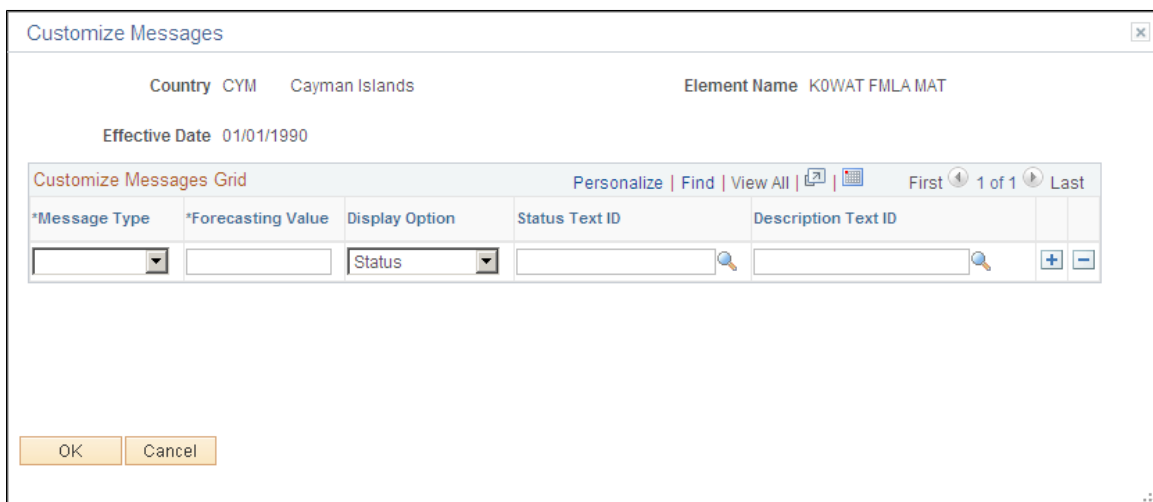 Customize Messages
Country CYM Cayman Islands Element Name K0WAT FMLA MAT
Effective Date 01/01/1990
Customize Messages Grid Personalize | Find | View All | | First 1 of 1 Last
*Message Type *Forecasting Value Display Option Status Text ID Description Text ID
Status
OK Cancel